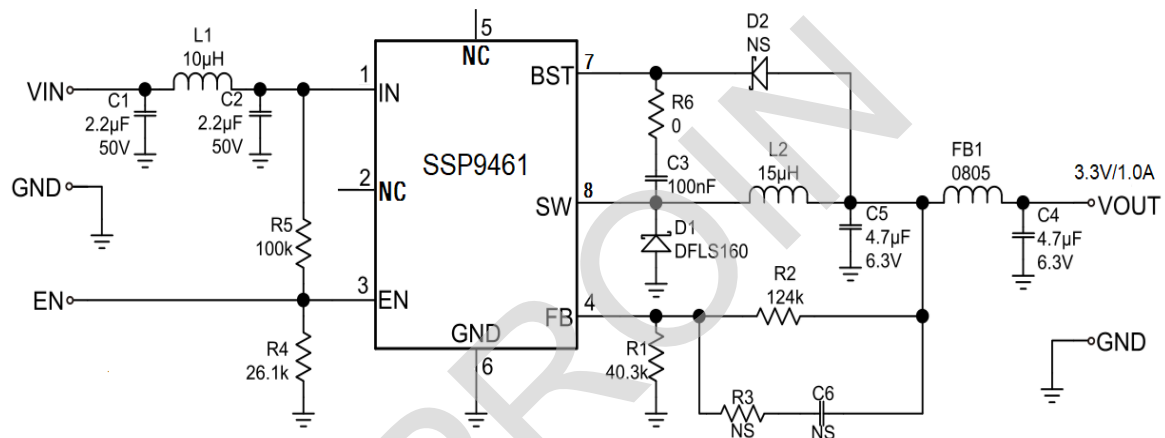 L1
10µH
VIN
C1
2.2µF
50V
C2
2.2µF
50V
GND
R5
100k
EN
R4
26.1k
1
IN
2
NC
3
EN
5
NC
SSP9461
GND
6
7
BST
8
SW
4
FB
R6
0
C3
100nF
D1
DFLS160
D2
NS
L2
15µH
C5
4.7µF
6.3V
R2
124k
R1
40.3k
R3
NS
C6
NS
FB1
0805
3.3V/1.0A
VOUT
C4
4.7µF
6.3V
GND
PROIN